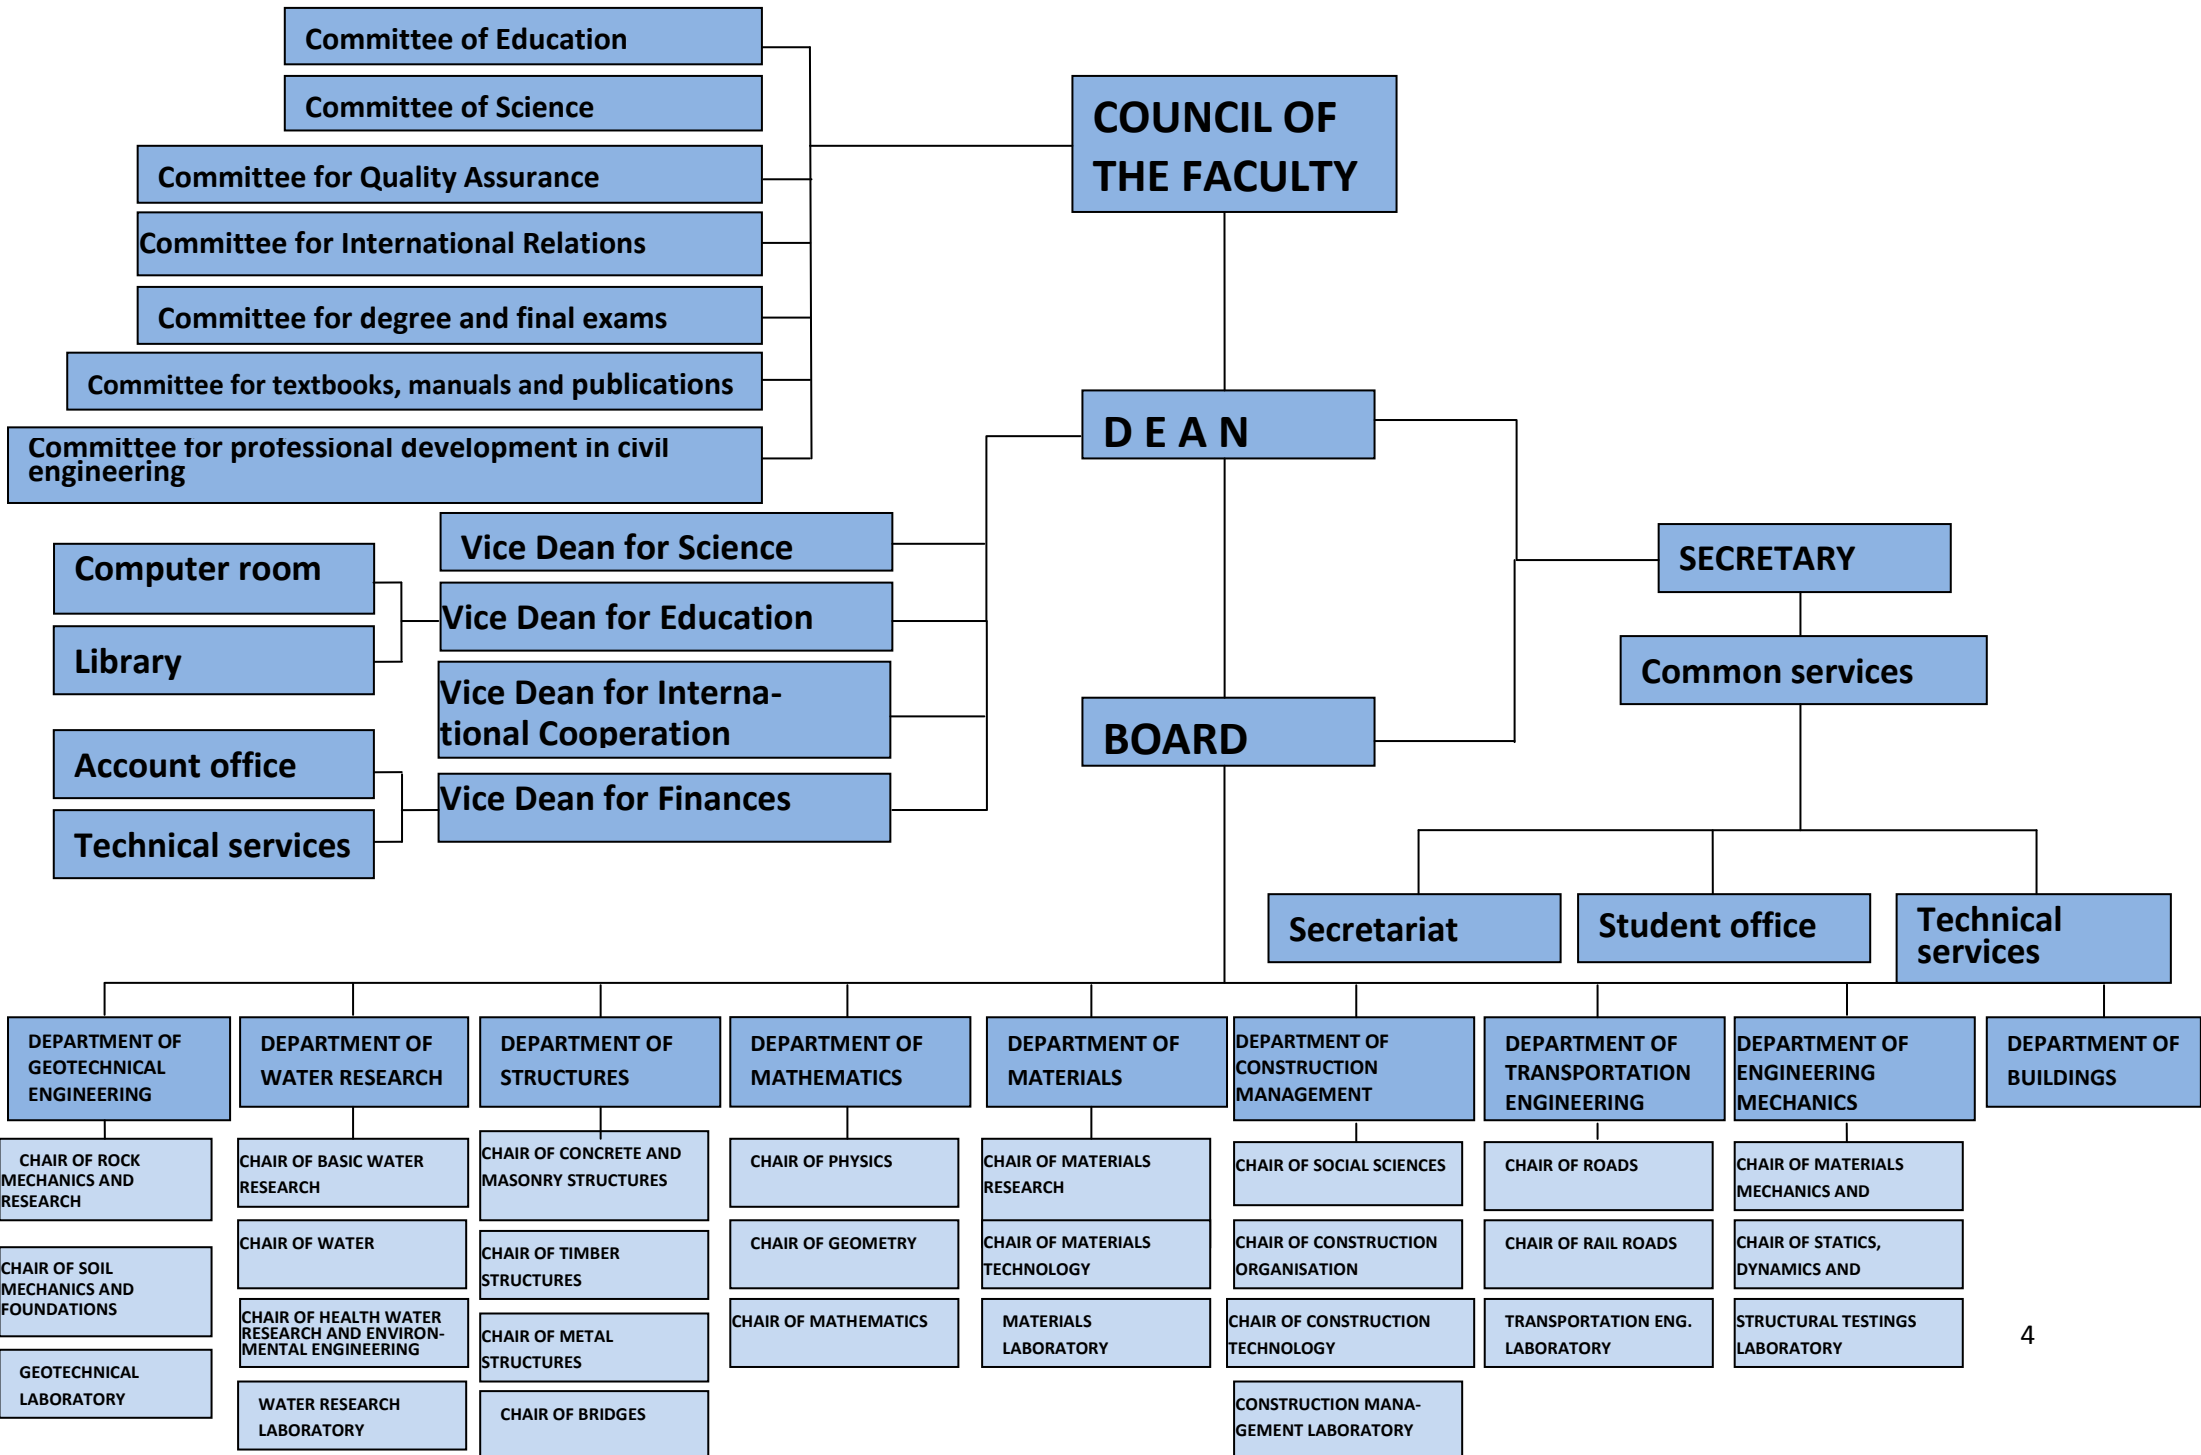 Committee of Education
Committee of Science
COUNCIL OF
THE FACULTY
Committee for Quality Assurance
Committee for International Relations
Committee for degree and final exams
Committee for textbooks, manuals and publications
Committee for professional development in civil
engineering
D E A N
Vice Dean for Science
Computer room
Vice Dean for Education
Library
Vice Dean for Interna-
tional Cooperation
Account office
Vice Dean for Finances
Technical services
SECRETARY
Common services
BOARD
Secretariat
Student office
Technical
services
DEPARTMENT OF
GEOTECHNICAL
ENGINEERING
DEPARTMENT OF
WATER RESEARCH
DEPARTMENT OF
STRUCTURES
DEPARTMENT OF
MATHEMATICS
DEPARTMENT OF
MATERIALS
DEPARTMENT OF
CONSTRUCTION
MANAGEMENT
DEPARTMENT OF
TRANSPORTATION
ENGINEERING
DEPARTMENT OF
ENGINEERING
MECHANICS
DEPARTMENT OF
BUILDINGS
CHAIR OF ROCK
MECHANICS AND
RESEARCH
CHAIR OF SOIL
MECHANICS AND
FOUNDATIONS
GEOTECHNICAL
LABORATORY
CHAIR OF BASIC WATER
RESEARCH
CHAIR OF WATER
CHAIR OF HEALTH WATER
RESEARCH AND ENVIRON-
MENTAL ENGINEERING
WATER RESEARCH
LABORATORY
CHAIR OF CONCRETE AND
MASONRY STRUCTURES
CHAIR OF TIMBER
STRUCTURES
CHAIR OF METAL
STRUCTURES
CHAIR OF BRIDGES
CHAIR OF PHYSICS
CHAIR OF GEOMETRY
CHAIR OF MATHEMATICS
CHAIR OF MATERIALS
RESEARCH
CHAIR OF MATERIALS
TECHNOLOGY
MATERIALS
LABORATORY
CHAIR OF SOCIAL SCIENCES
CHAIR OF CONSTRUCTION
ORGANISATION
CHAIR OF CONSTRUCTION
TECHNOLOGY
CONSTRUCTION MANA-
GEMENT LABORATORY
CHAIR OF ROADS
CHAIR OF RAIL ROADS
TRANSPORTATION ENG.
LABORATORY
CHAIR OF MATERIALS
MECHANICS AND
CHAIR OF STATICS,
DYNAMICS AND
STRUCTURAL TESTINGS
LABORATORY
4